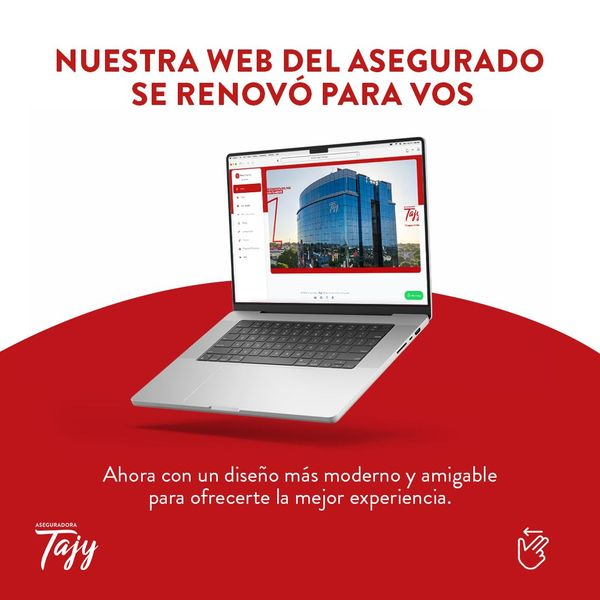 NUESTRA WEB DEL ASEGURADO
SE RENOVÓ PARA VOS
Tajy
Ahora con un diseño más moderno y amigable
para ofrecerte la mejor experiencia.
ASEGURADORA
Tajy